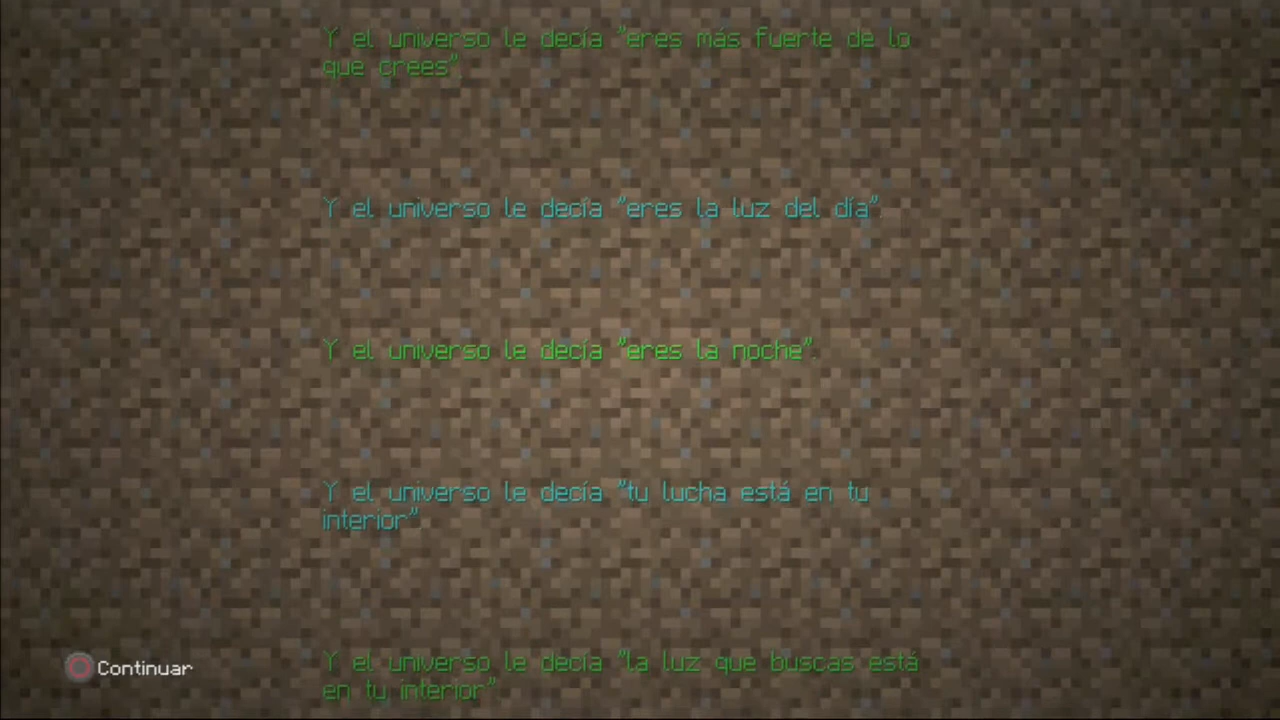 Y el universo le decía "eres más fuerte de lo
que crees"
Y el universo le decía "eres la luz del día".
Y el universo le decía "eres la noche".
Y el universo le decía "tu lucha está en tu
interior"
Continuar
Y el universo le decía "la luz que buscas está
en tu interior"